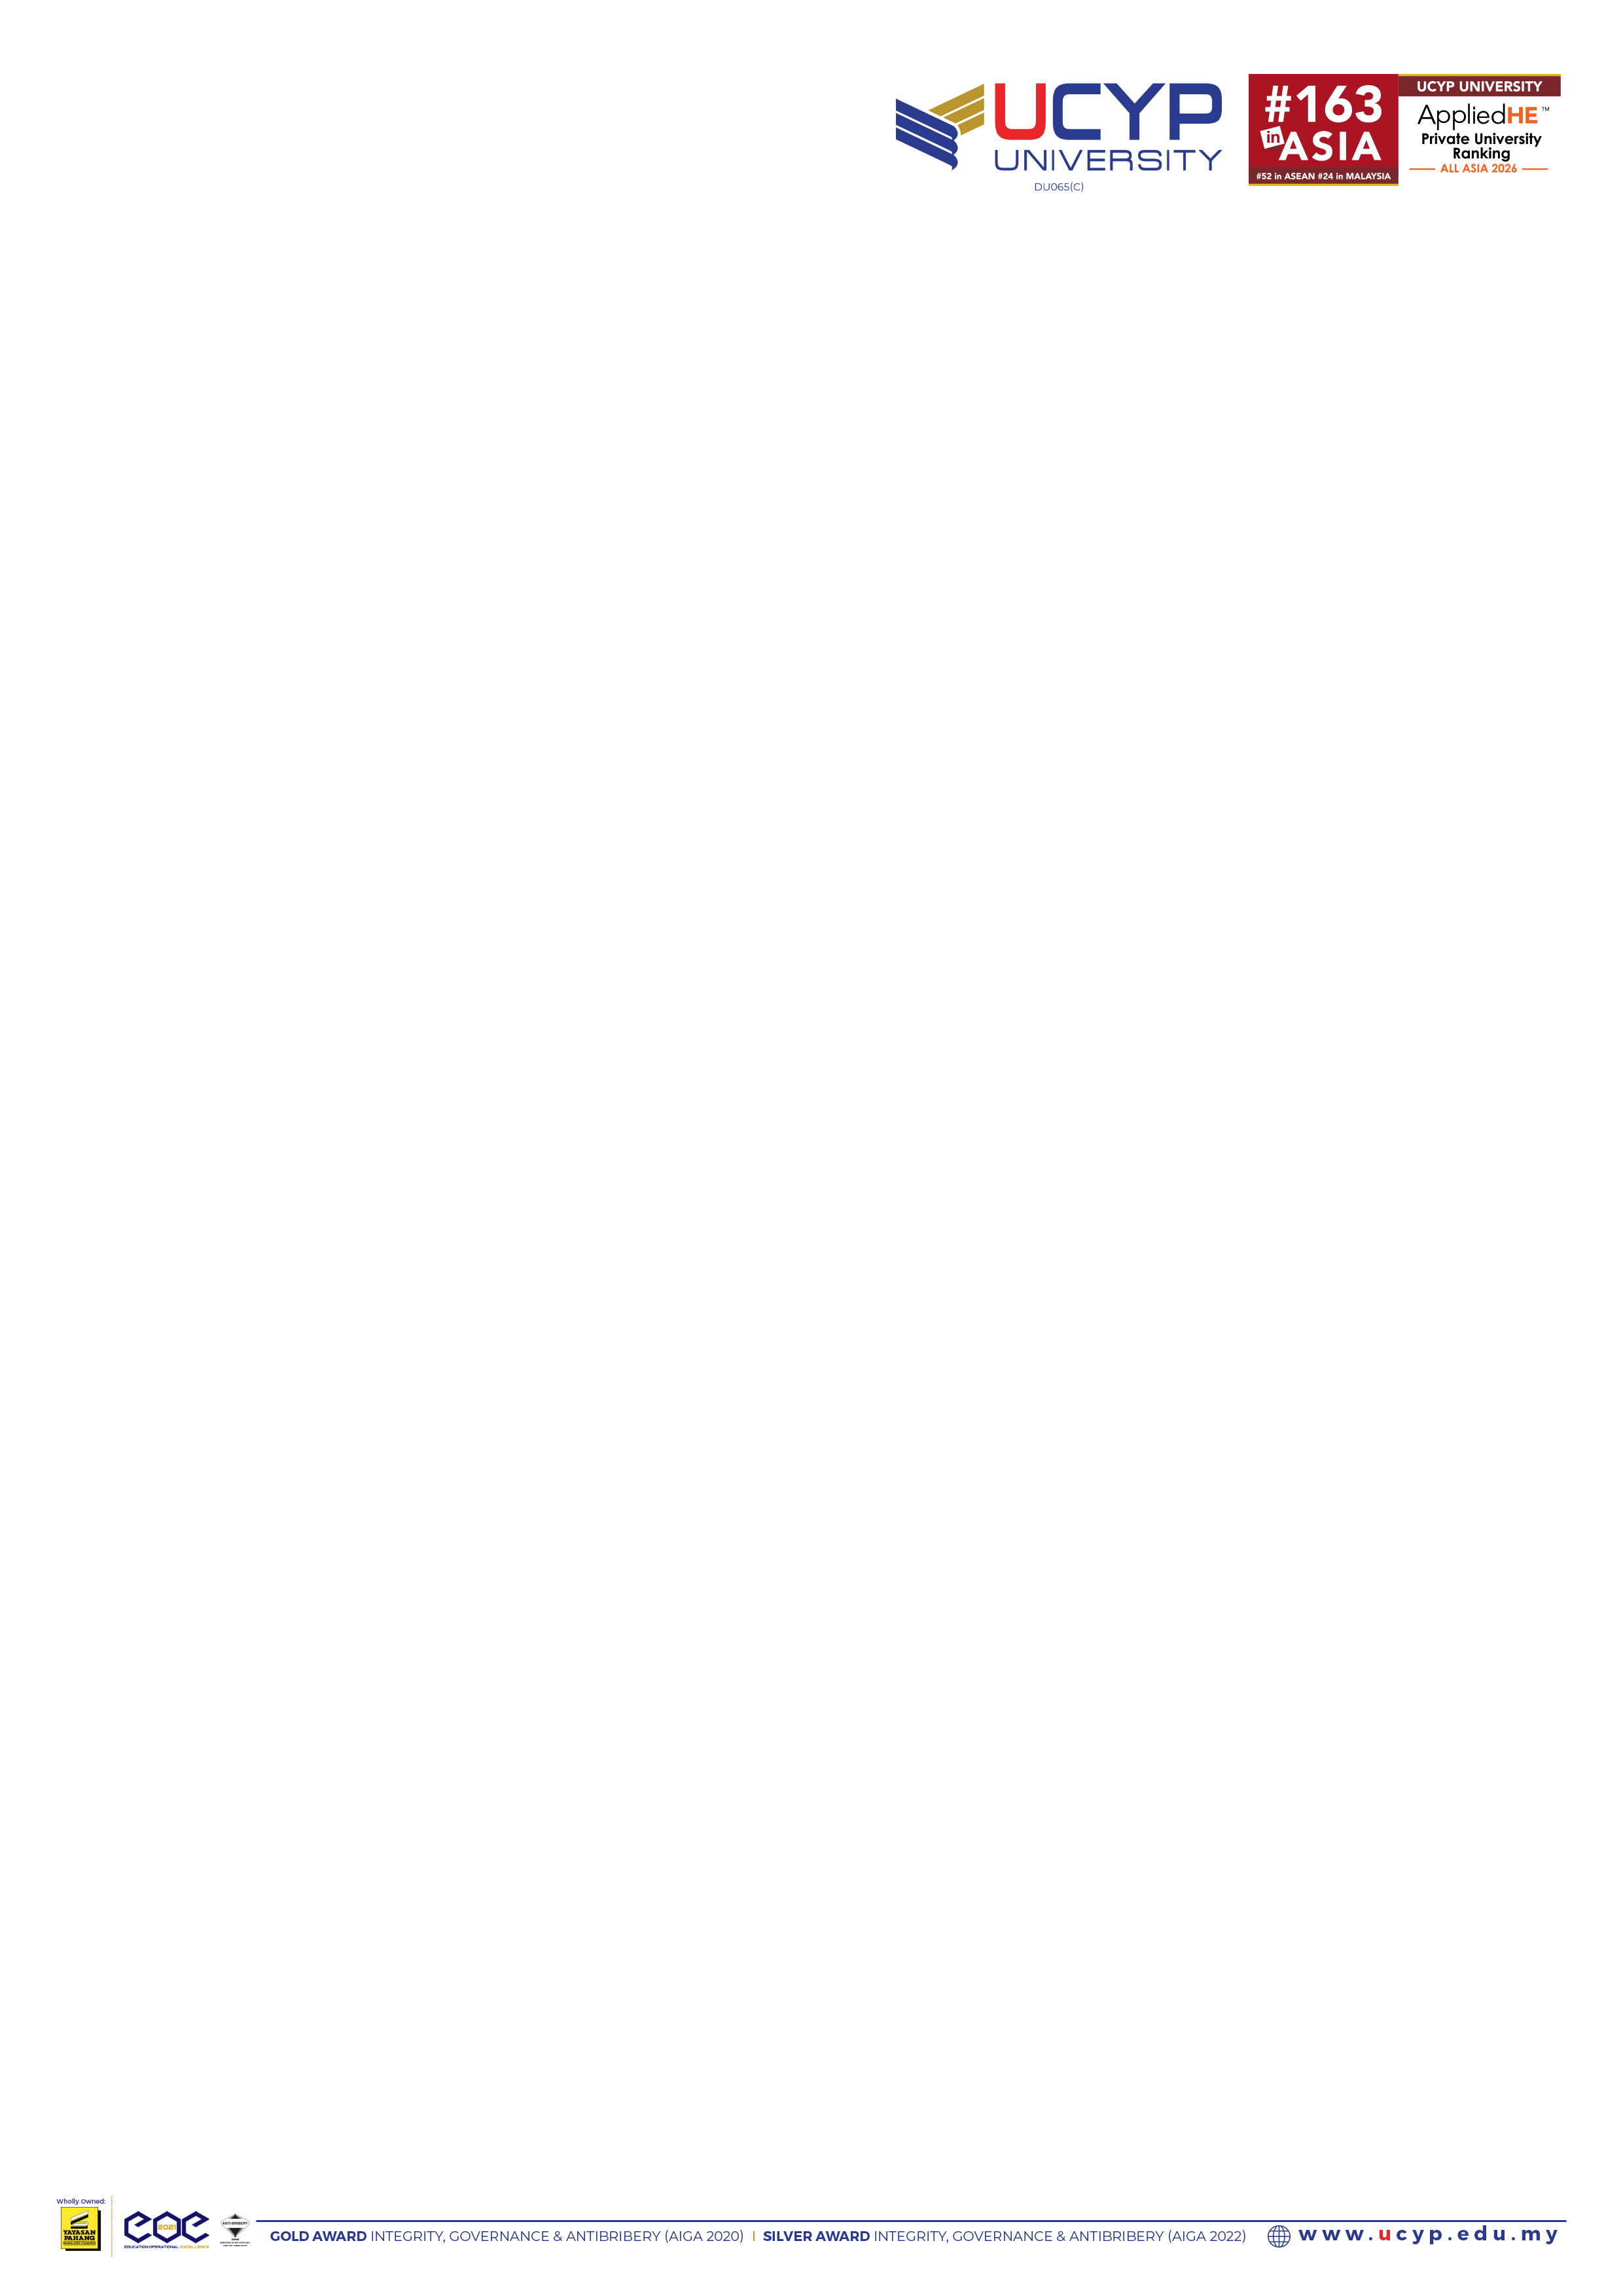 UCYP
UNIVERSITY
DU065(C)
#163
in
ASIA
#52 in ASEAN #24 in MALAYSIA
UCYP UNIVERSITY
AppliedHE™
Private University
Ranking
ALL ASIA 2026
Wholly Owned:
YAYASAN
PAHANG
eoe
2021
EDUCATION OPERATIONAL EXCELLENCE
ANTI-BRIBERY
GOLD AWARD INTEGRITY, GOVERNANCE & ANTIBRIBERY (AIGA 2020) | SILVER AWARD INTEGRITY, GOVERNANCE & ANTIBRIBERY (AIGA 2022)
www.ucyp.edu.my